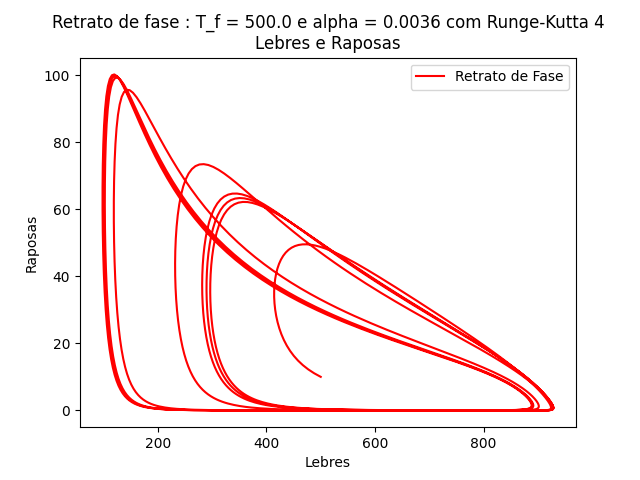 Retrato de fase : T_f = 500.0 e alpha = 0.0036 com Runge-Kutta 4
Lebres e Raposas
Retrato de Fase
100
80
60
40
20
0
Raposas
200
400
600
800
Lebres